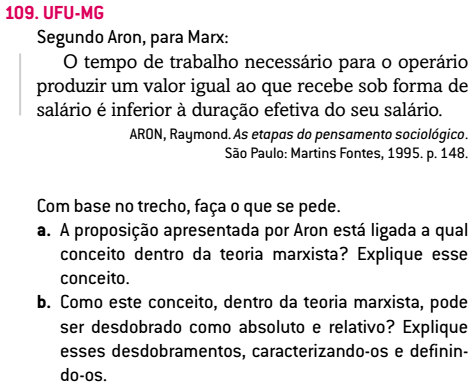 109. UFU-MG
Segundo Aron, para Marx:
O tempo de trabalho necessário para o operário
produzir um valor igual ao que recebe sob forma de
salário é inferior à duração efetiva do seu salário.
ARON, Raymond. As etapas do pensamento sociológico.
São Paulo: Martins Fontes, 1995. p. 148.
Com base no trecho, faça o que se pede.
a. A proposição apresentada por Aron está ligada a qual
conceito dentro da teoria marxista? Explique esse
conceito.
b. Como este conceito, dentro da teoria marxista, pode
ser desdobrado como absoluto e relativo? Explique
esses desdobramentos, caracterizando-os e definin-
do-os.